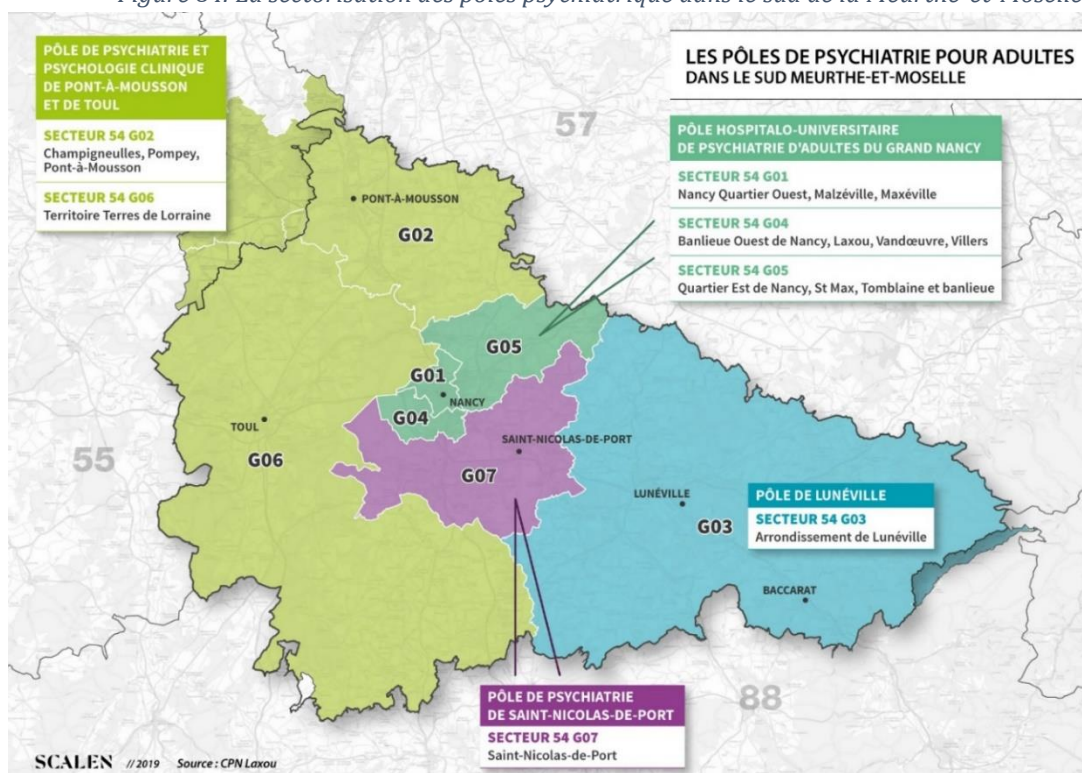 PÔLE DE PSYCHIATRIE ET
PSYCHOLOGIE CLINIQUE
DE PONT-À-MOUSSON
ET DE TOUL
SECTEUR 54 G02
Champigneulles, Pompey,
Pont-à-Mousson
SECTEUR 54 G06
Territoire Terres de Lorraine
LES PÔLES DE PSYCHIATRIE POUR ADULTES
DANS LE SUD MEURTHE-ET-MOSELLE
57
PÔLE HOSPITALO-UNIVERSITAIRE
DE PSYCHIATRIE D'ADULTES DU GRAND NANCY
SECTEUR 54 G01
Nancy Quartier Ouest, Malzéville, Maxéville
SECTEUR 54 G04
Banlieue Ouest de Nancy, Laxou, Vandœuvre, Villers
SECTEUR 54 G05
Quartier Est de Nancy, St Max, Tomblaine et banlieue
PONT-À-MOUSSON
G02
G05
G01
NANCY
G04
TOUL
G06
55
SAINT-NICOLAS-DE-PORT
G07
LUNÉVILLE
G03
PÔLE DE LUNÉVILLE
SECTEUR 54 G03
Arrondissement de Lunéville
BACCARAT
88
PÔLE DE PSYCHIATRIE
DE SAINT-NICOLAS-DE-PORT
SECTEUR 54 G07
Saint-Nicolas-de-Port
SCALEN // 2019 Source : CPN Laxou